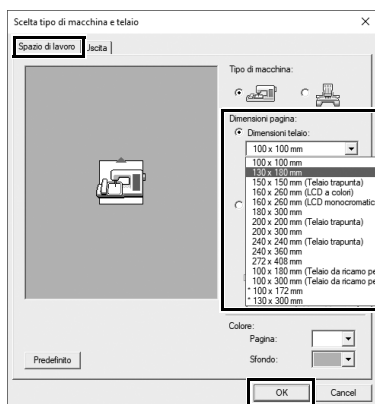 Scelta tipo di macchina e telaio
Spazio di lavoro
Uscita
Tipo di macchina:
Dimensioni pagina:
Dimensioni telaio:
100 x 100 mm
100 x 100 mm
130 x 180 mm
150 x 150 mm (Telaio trapunta)
160 x 260 mm (LCD a colori)
160 x 260 mm (LCD monocromatic
180 x 300 mm
200 x 200 mm (Telaio trapunta)
200 x 300 mm
240 x 240 mm (Telaio trapunta)
240 x 360 mm
272 x 408 mm
100 x 180 mm (Telaio da ricamo pe
100 x 300 mm (Telaio da ricamo pe
* 100 x 172 mm
* 130 x 300 mm
Colore:
Pagina:
Sfondo:
Predefinito
OK
Cancel